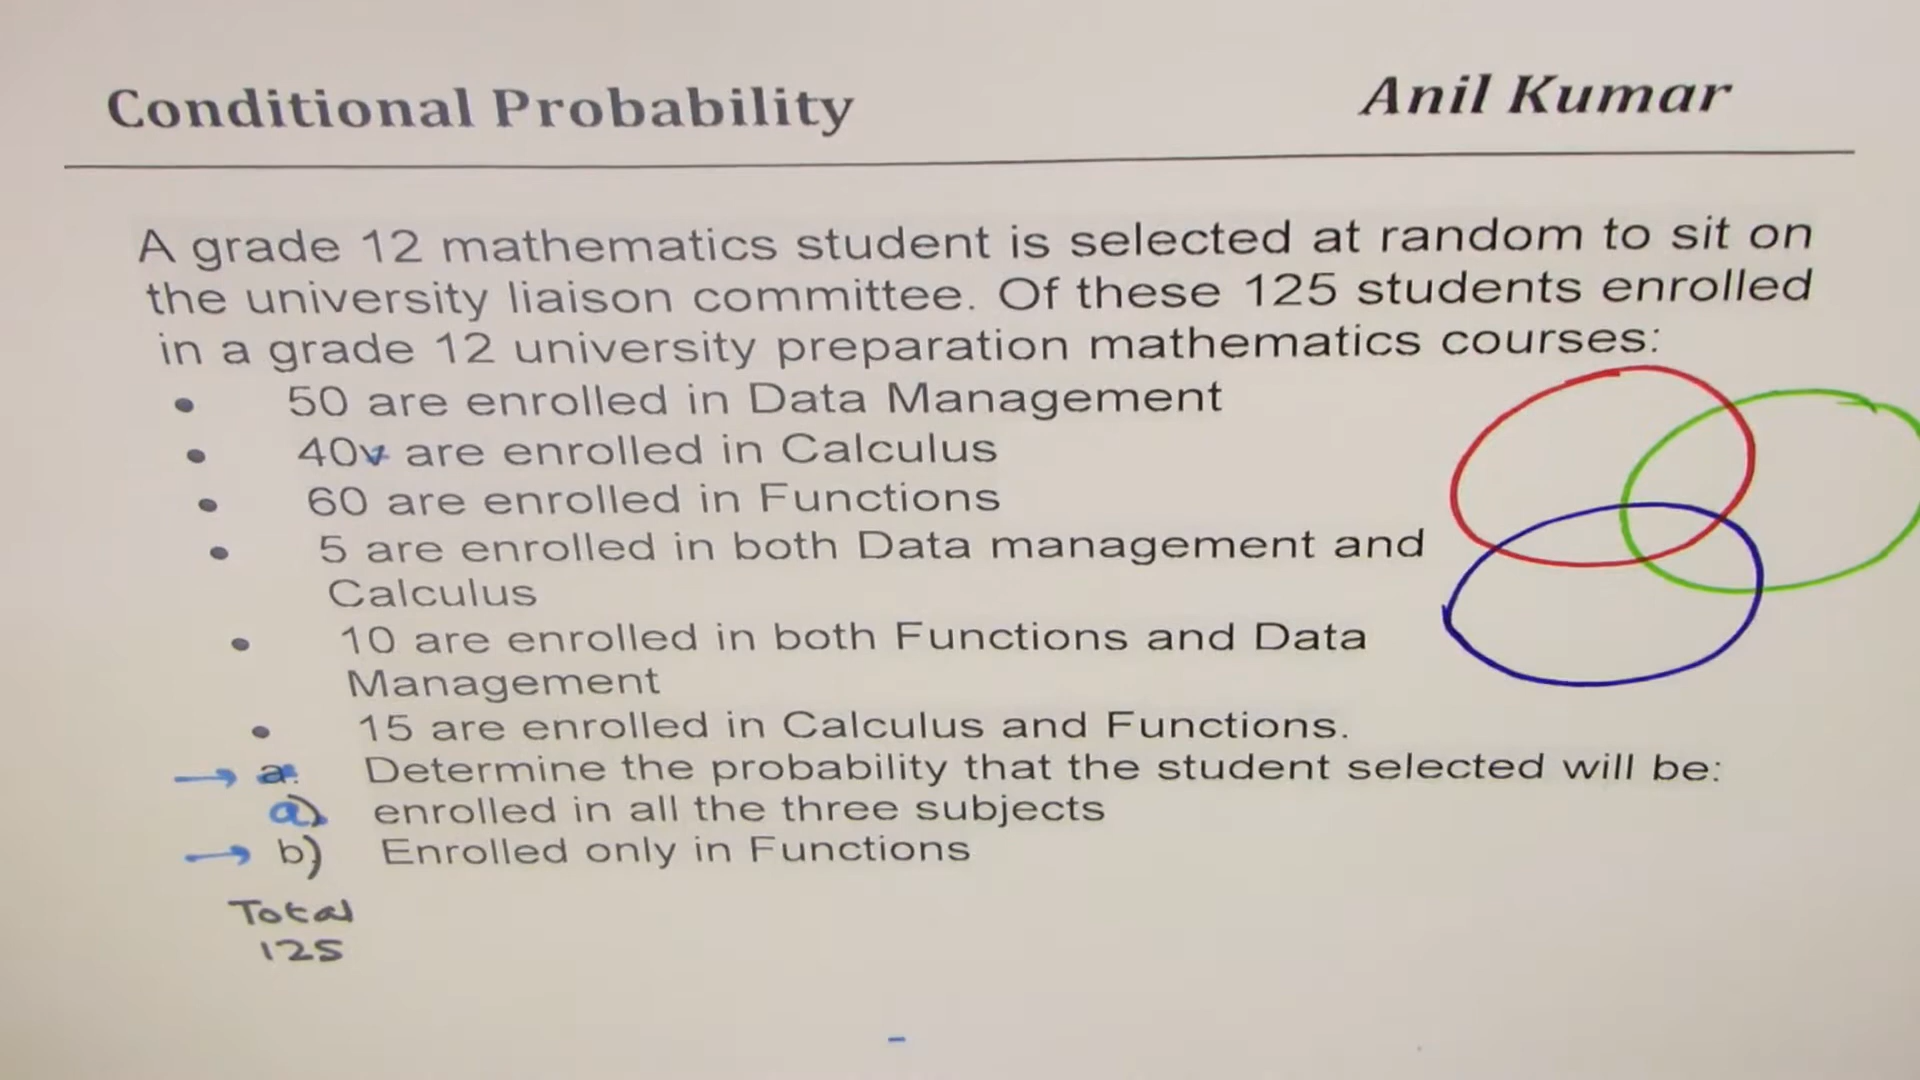 Conditional Probability
Anil Kumar
A grade 12 mathematics student is selected at random to sit on
the university liaison committee. Of these 125 students enrolled
in a grade 12 university preparation mathematics courses:
• 50 are enrolled in Data Management
• 40 are enrolled in Calculus
• 60 are enrolled in Functions
• 5 are enrolled in both Data management and
Calculus
• 10 are enrolled in both Functions and Data
Management
• 15 are enrolled in Calculus and Functions.
→ a. Determine the probability that the student selected will be:
a) enrolled in all the three subjects
→ b) Enrolled only in Functions
Total
125